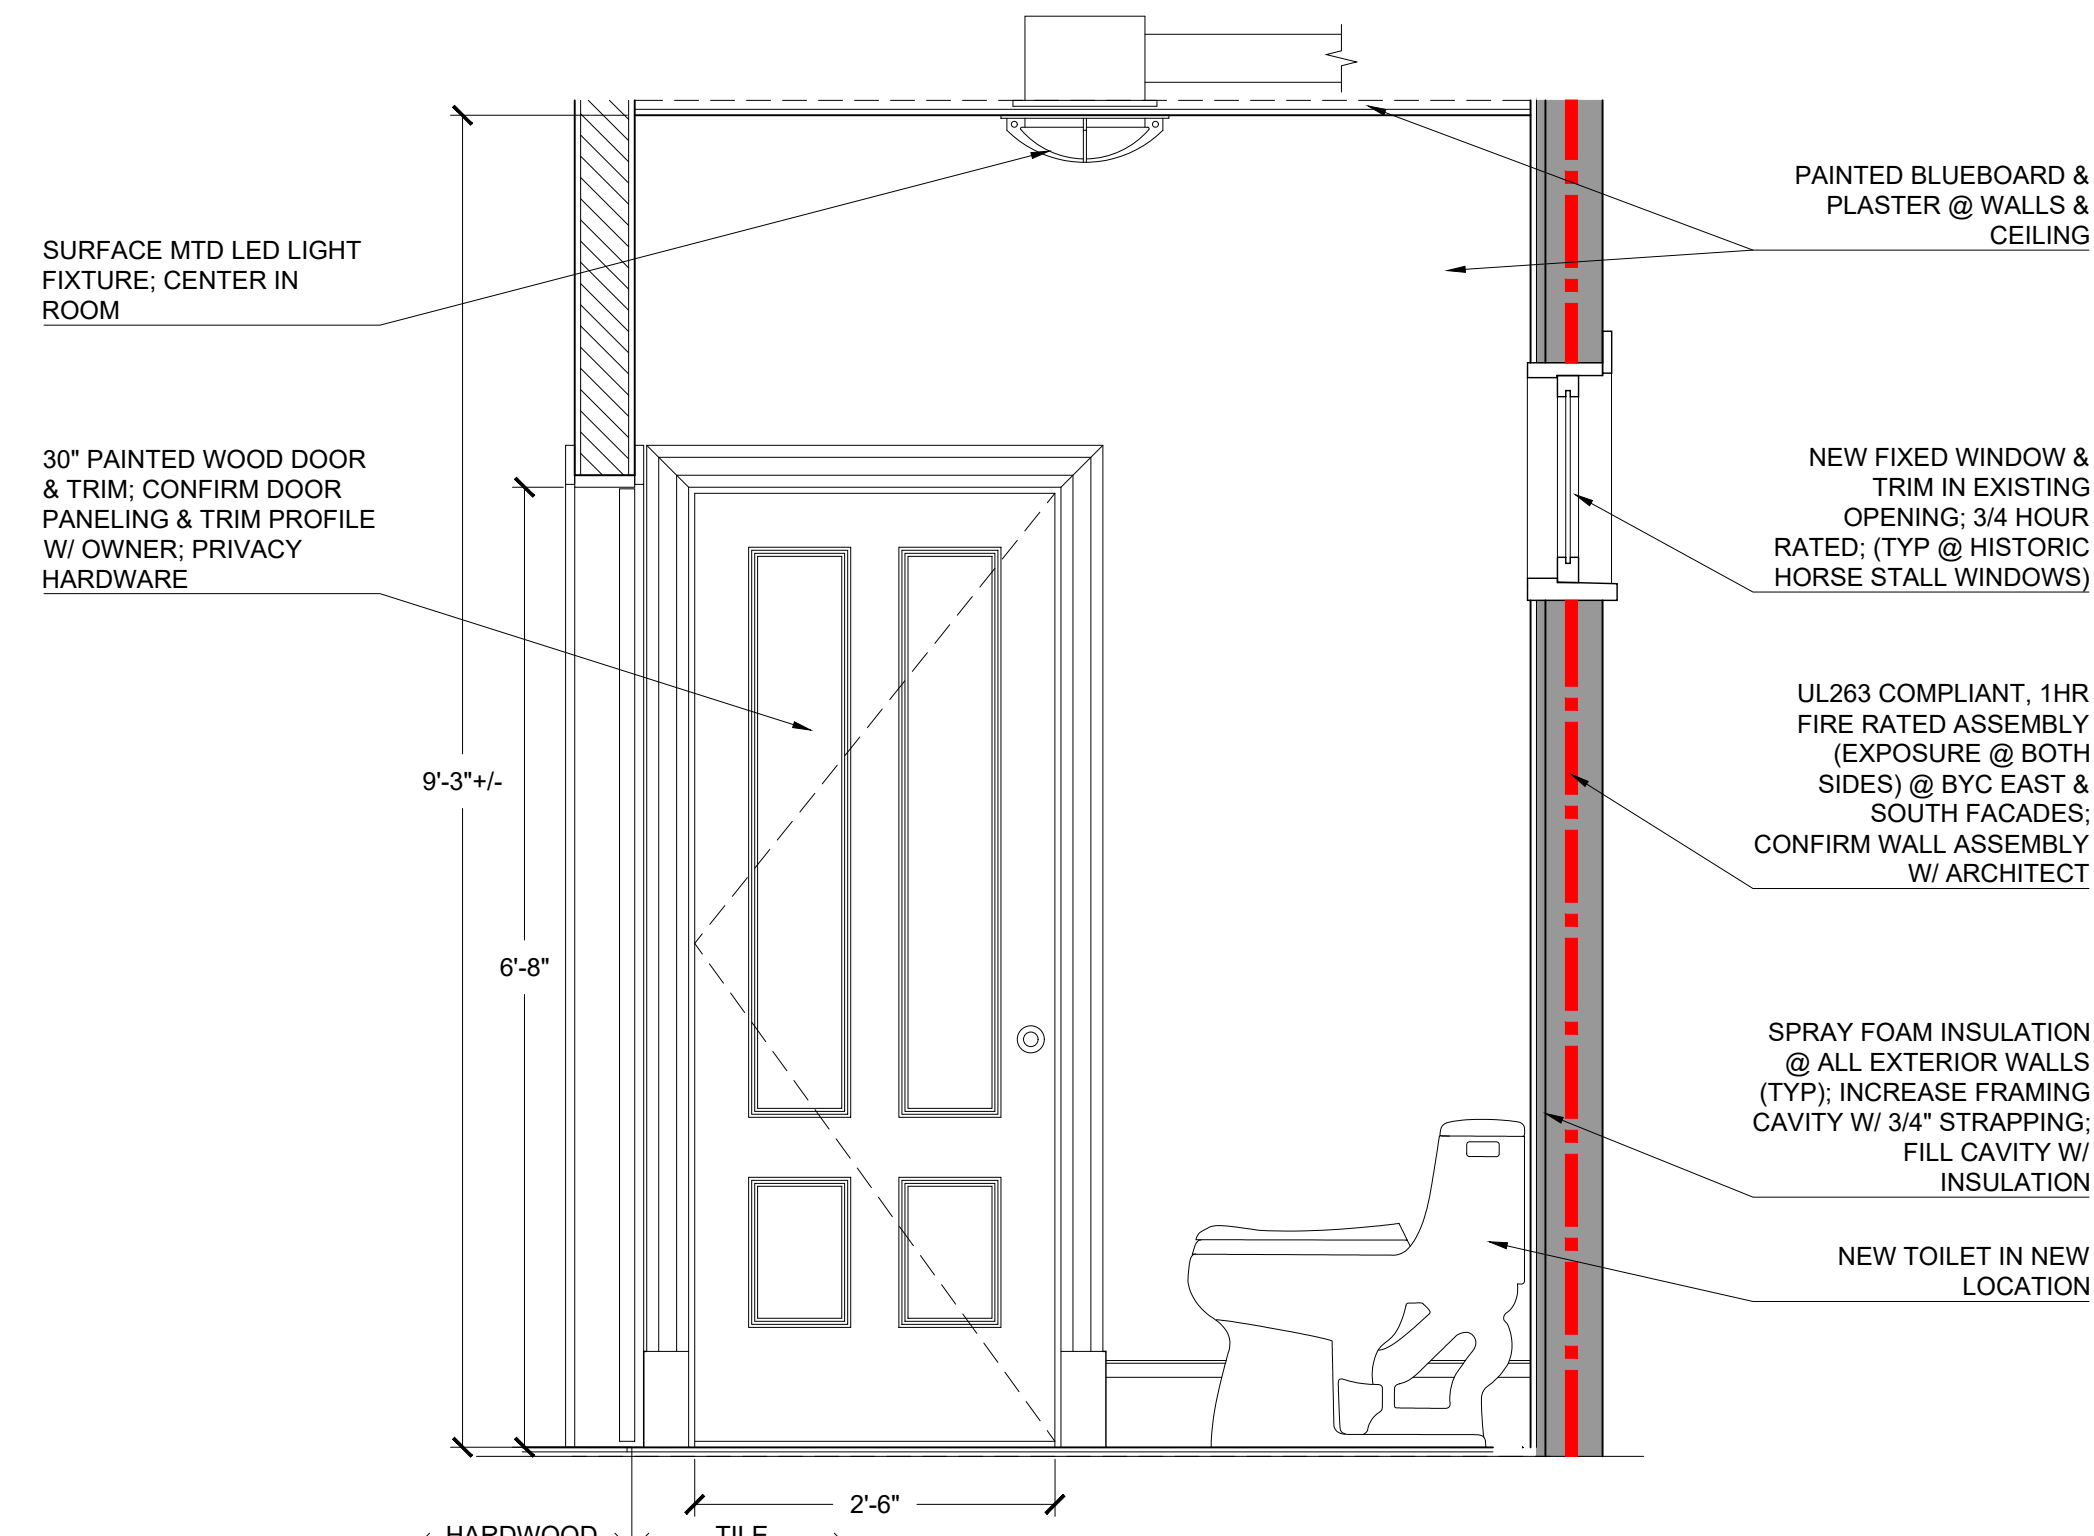 SURFACE MTD LED LIGHT
FIXTURE; CENTER IN
ROOM
30" PAINTED WOOD DOOR
& TRIM; CONFIRM DOOR
PANELING & TRIM PROFILE
W/ OWNER; PRIVACY
HARDWARE
9'-3"+/-
6'-8"
2'-6"
HARDWOOD
TILE
PAINTED BLUEBOARD &
PLASTER @ WALLS &
CEILING
NEW FIXED WINDOW &
TRIM IN EXISTING
OPENING; 3/4 HOUR
RATED; (TYP @ HISTORIC
HORSE STALL WINDOWS)
UL263 COMPLIANT, 1HR
FIRE RATED ASSEMBLY
(EXPOSURE @ BOTH
SIDES) @ BYC EAST &
SOUTH FACADES;
CONFIRM WALL ASSEMBLY
W/ ARCHITECT
SPRAY FOAM INSULATION
@ ALL EXTERIOR WALLS
(TYP); INCREASE FRAMING
CAVITY W/ 3/4" STRAPPING;
FILL CAVITY W/
INSULATION
NEW TOILET IN NEW
LOCATION